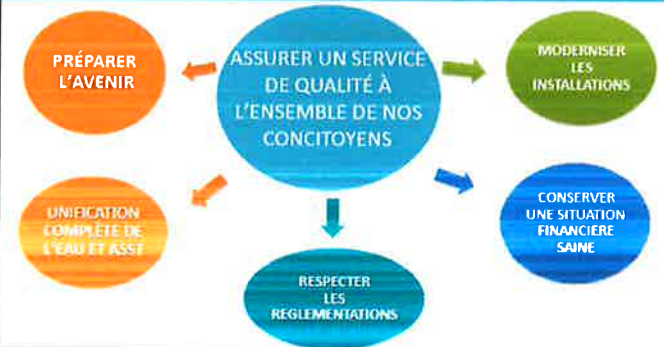 PRÉPARER
L'AVENIR
ASSURER UN SERVICE
DE QUALITÉ À
L'ENSEMBLE DE NOS
CONCITOYENS
MODERNISER
LES
INSTALLATIONS
UNIFICATION
COMPLÈTE DE
L'EAU ET ASST
RESPECTER
LES
REGLEMENTATIONS
CONSERVER
UNE SITUATION
FINANCIERE
SAINE